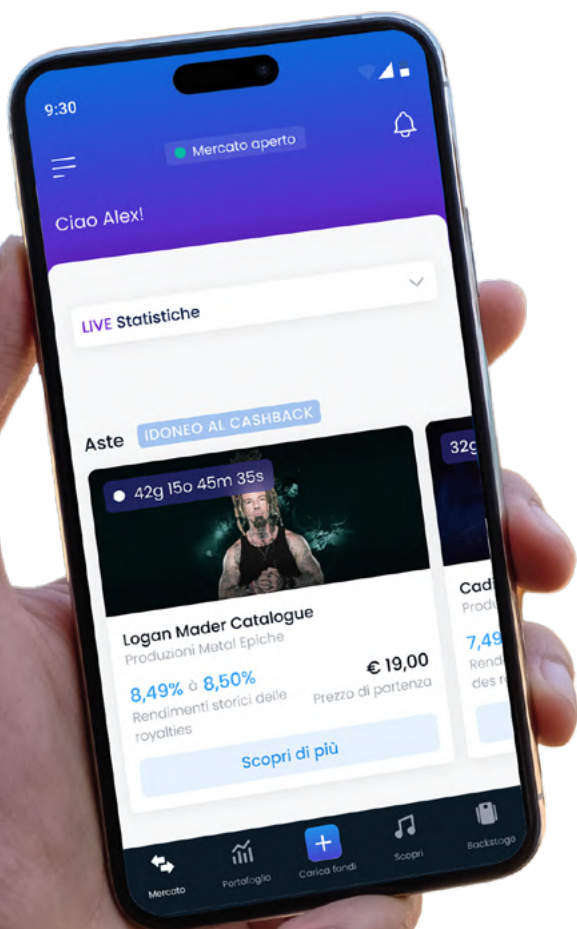 9:30
Mercato aperto
Ciao Alex!
LIVE Statistiche
Aste IDONEO AL CASHBACK
42g 15o 45m 35s
32g
Logan Mader Catalogue
Produzioni Metal Epiche
8,49% à 8,50%
Rendimenti storici delle
royalties
€ 19,00
Prezzo di partenza
Scopri di più
Cadi
Produ
7,49
Rend
des r
Mercato
Portafoglio
Carica fondi
Scopri
Backstage